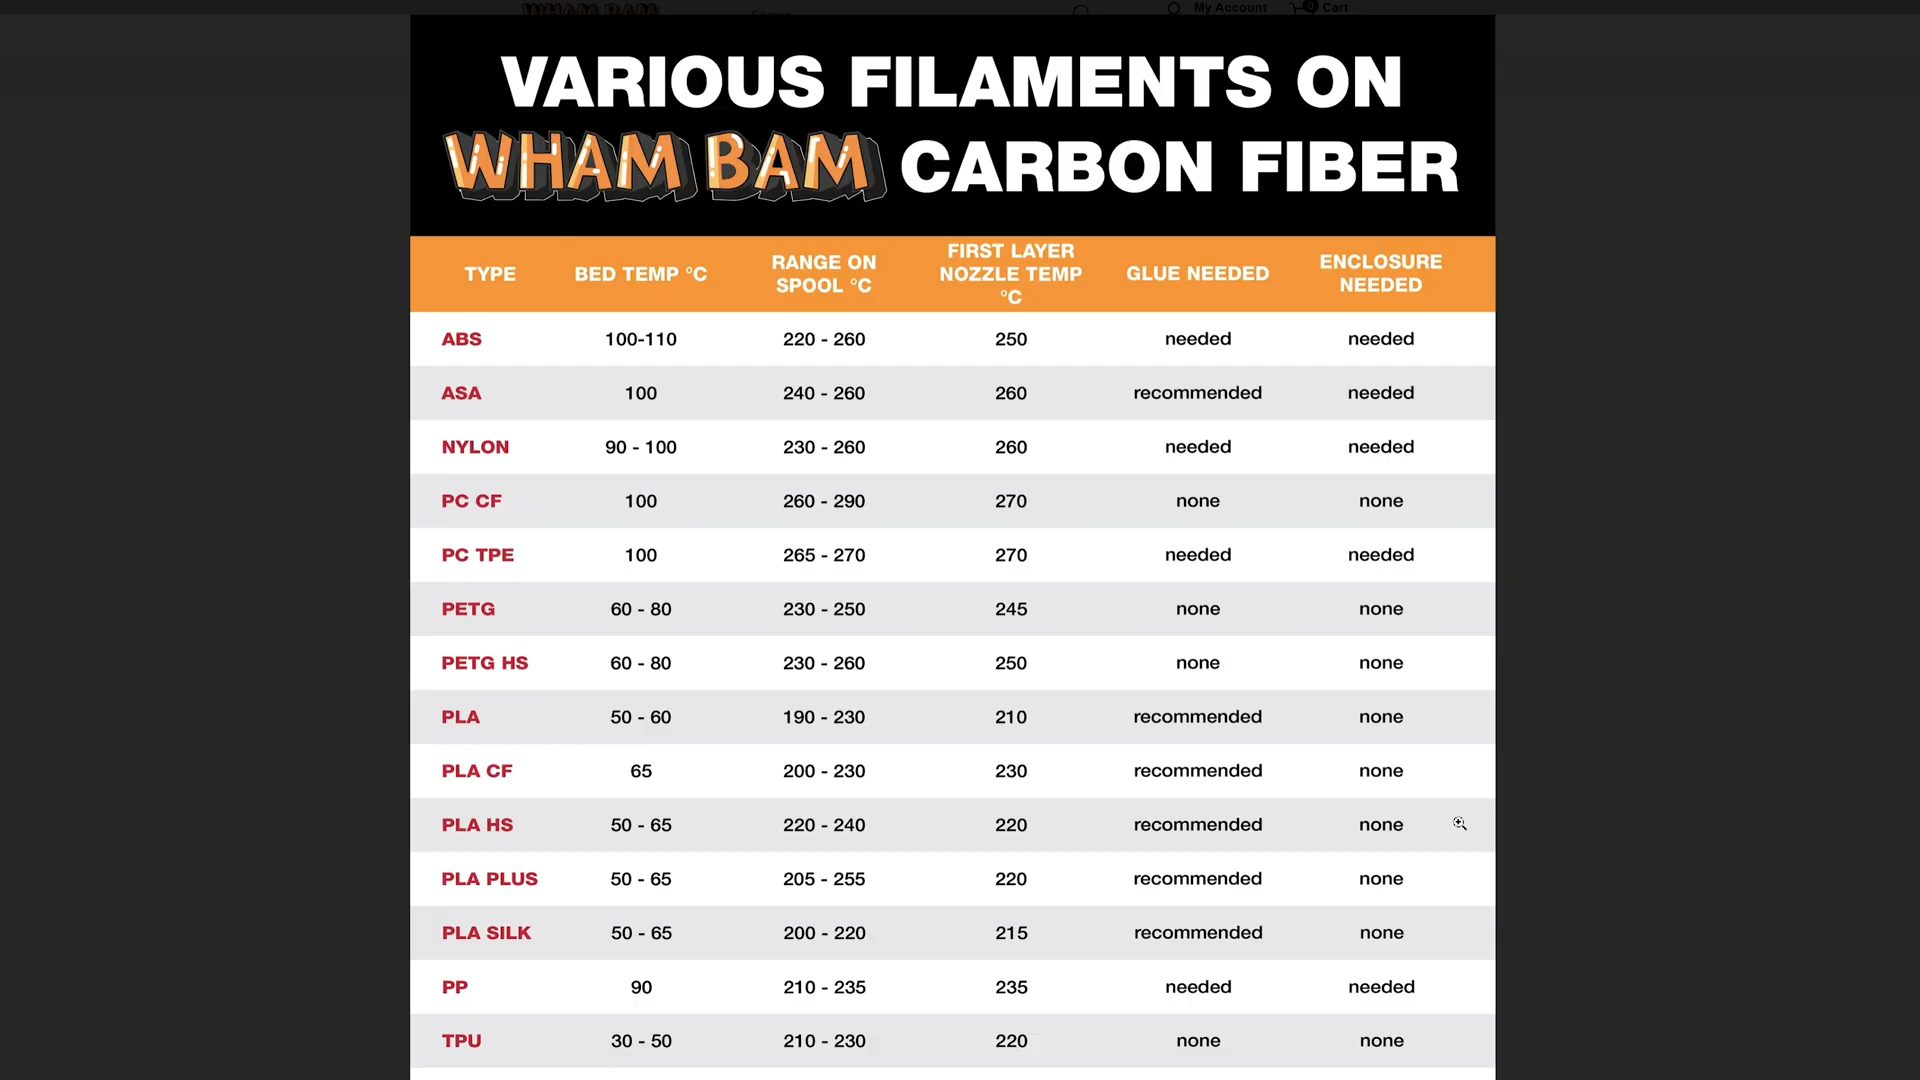 WHAM BAM
Search
My Account
0
Cart
VARIOUS FILAMENTS ON
WHAM BAM CARBON FIBER
TYPE BED TEMP °C RANGE ON SPOOL °C FIRST LAYER NOZZLE TEMP °C GLUE NEEDED ENCLOSURE NEEDED
ABS 100-110 220 - 260 250 needed needed
ASA 100 240 - 260 260 recommended needed
NYLON 90 - 100 230 - 260 260 needed needed
PC CF 100 260 - 290 270 none none
PC TPE 100 265 - 270 270 needed needed
PETG 60 - 80 230 - 250 245 none none
PETG HS 60 - 80 230 - 260 250 none none
PLA 50 - 60 190 - 230 210 recommended none
PLA CF 65 200 - 230 230 recommended none
PLA HS 50 - 65 220 - 240 220 recommended none
PLA PLUS 50 - 65 205 - 255 220 recommended none
PLA SILK 50 - 65 200 - 220 215 recommended none
PP 90 210 - 235 235 needed needed
TPU 30 - 50 210 - 230 220 none none